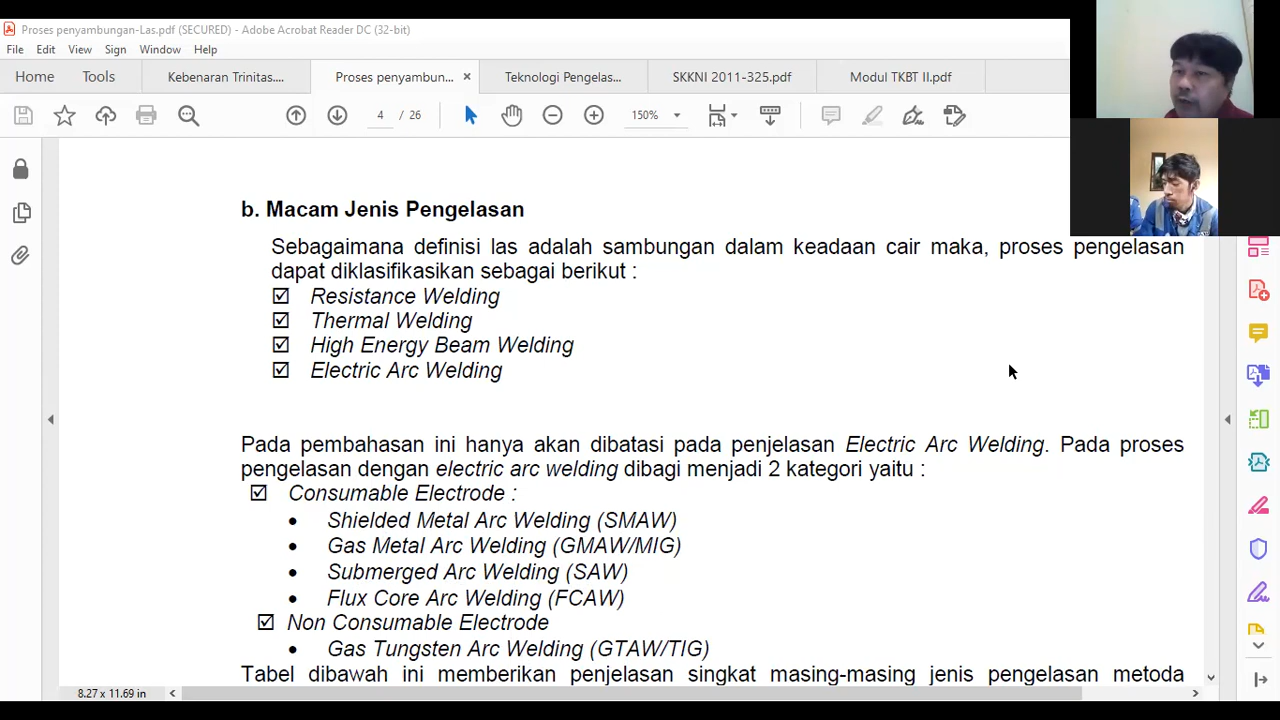 Proses penyambungan-Las.pdf (SECURED) - Adobe Acrobat Reader DC (32-bit)
File Edit View Sign Window Help
Home Tools Kebenaran Trinitas.... Proses penyambun... × Teknologi Pengelas... SKKNI 2011-325.pdf Modul TKBT II.pdf
4 / 26 150%
b. Macam Jenis Pengelasan
Sebagaimana definisi las adalah sambungan dalam keadaan cair maka, proses pengelasan
dapat diklasifikasikan sebagai berikut :
☑ Resistance Welding
☑ Thermal Welding
☑ High Energy Beam Welding
☑ Electric Arc Welding
Pada pembahasan ini hanya akan dibatasi pada penjelasan Electric Arc Welding. Pada proses
pengelasan dengan electric arc welding dibagi menjadi 2 kategori yaitu :
☑ Consumable Electrode :
• Shielded Metal Arc Welding (SMAW)
• Gas Metal Arc Welding (GMAW/MIG)
• Submerged Arc Welding (SAW)
• Flux Core Arc Welding (FCAW)
☑ Non Consumable Electrode
• Gas Tungsten Arc Welding (GTAW/TIG)
Tabel dibawah ini memberikan penjelasan singkat masing-masing jenis pengelasan metoda
8.27 x 11.69 in